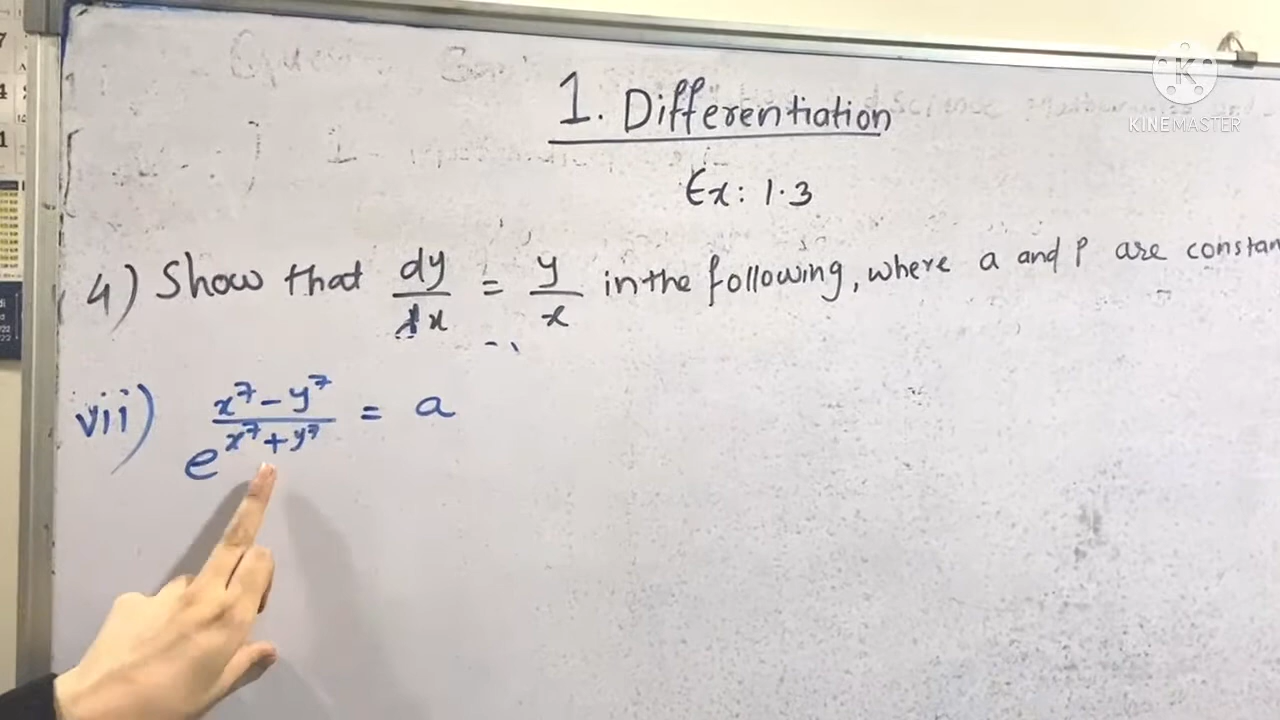 1. Differentiation
KINEMASTER
Ex: 1.3
4) Show that dy/dx = y/x in the following, where a and p are constan
vii) e^((x^7 - y^7)/(x^7 + y^7)) = a